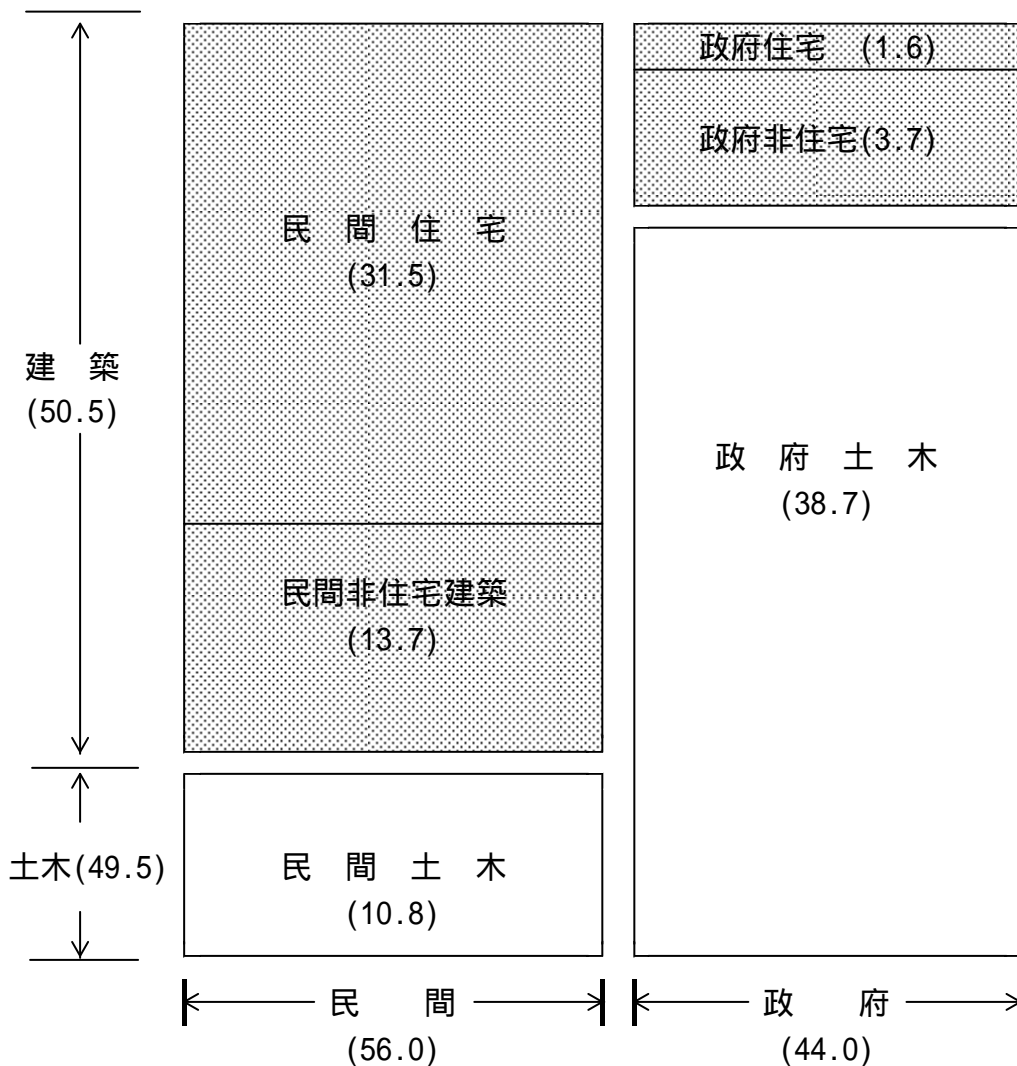 政府住宅　(1.6)
政府非住宅(3.7)
民　間　住　宅
(31.5)
建　築
(50.5)
政　府　土　木
(38.7)
民間非住宅建築
(13.7)
土木(49.5)
民　間　土　木
(10.8)
民　　間
(56.0)
政　　府
(44.0)